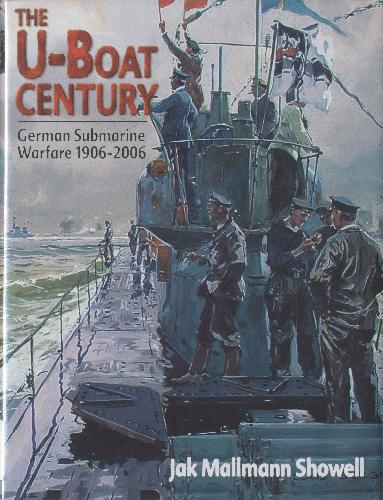 THE
U-BOAT
CENTURY
German Submarine
Warfare 1906-2006
Jak Mallmann Showell